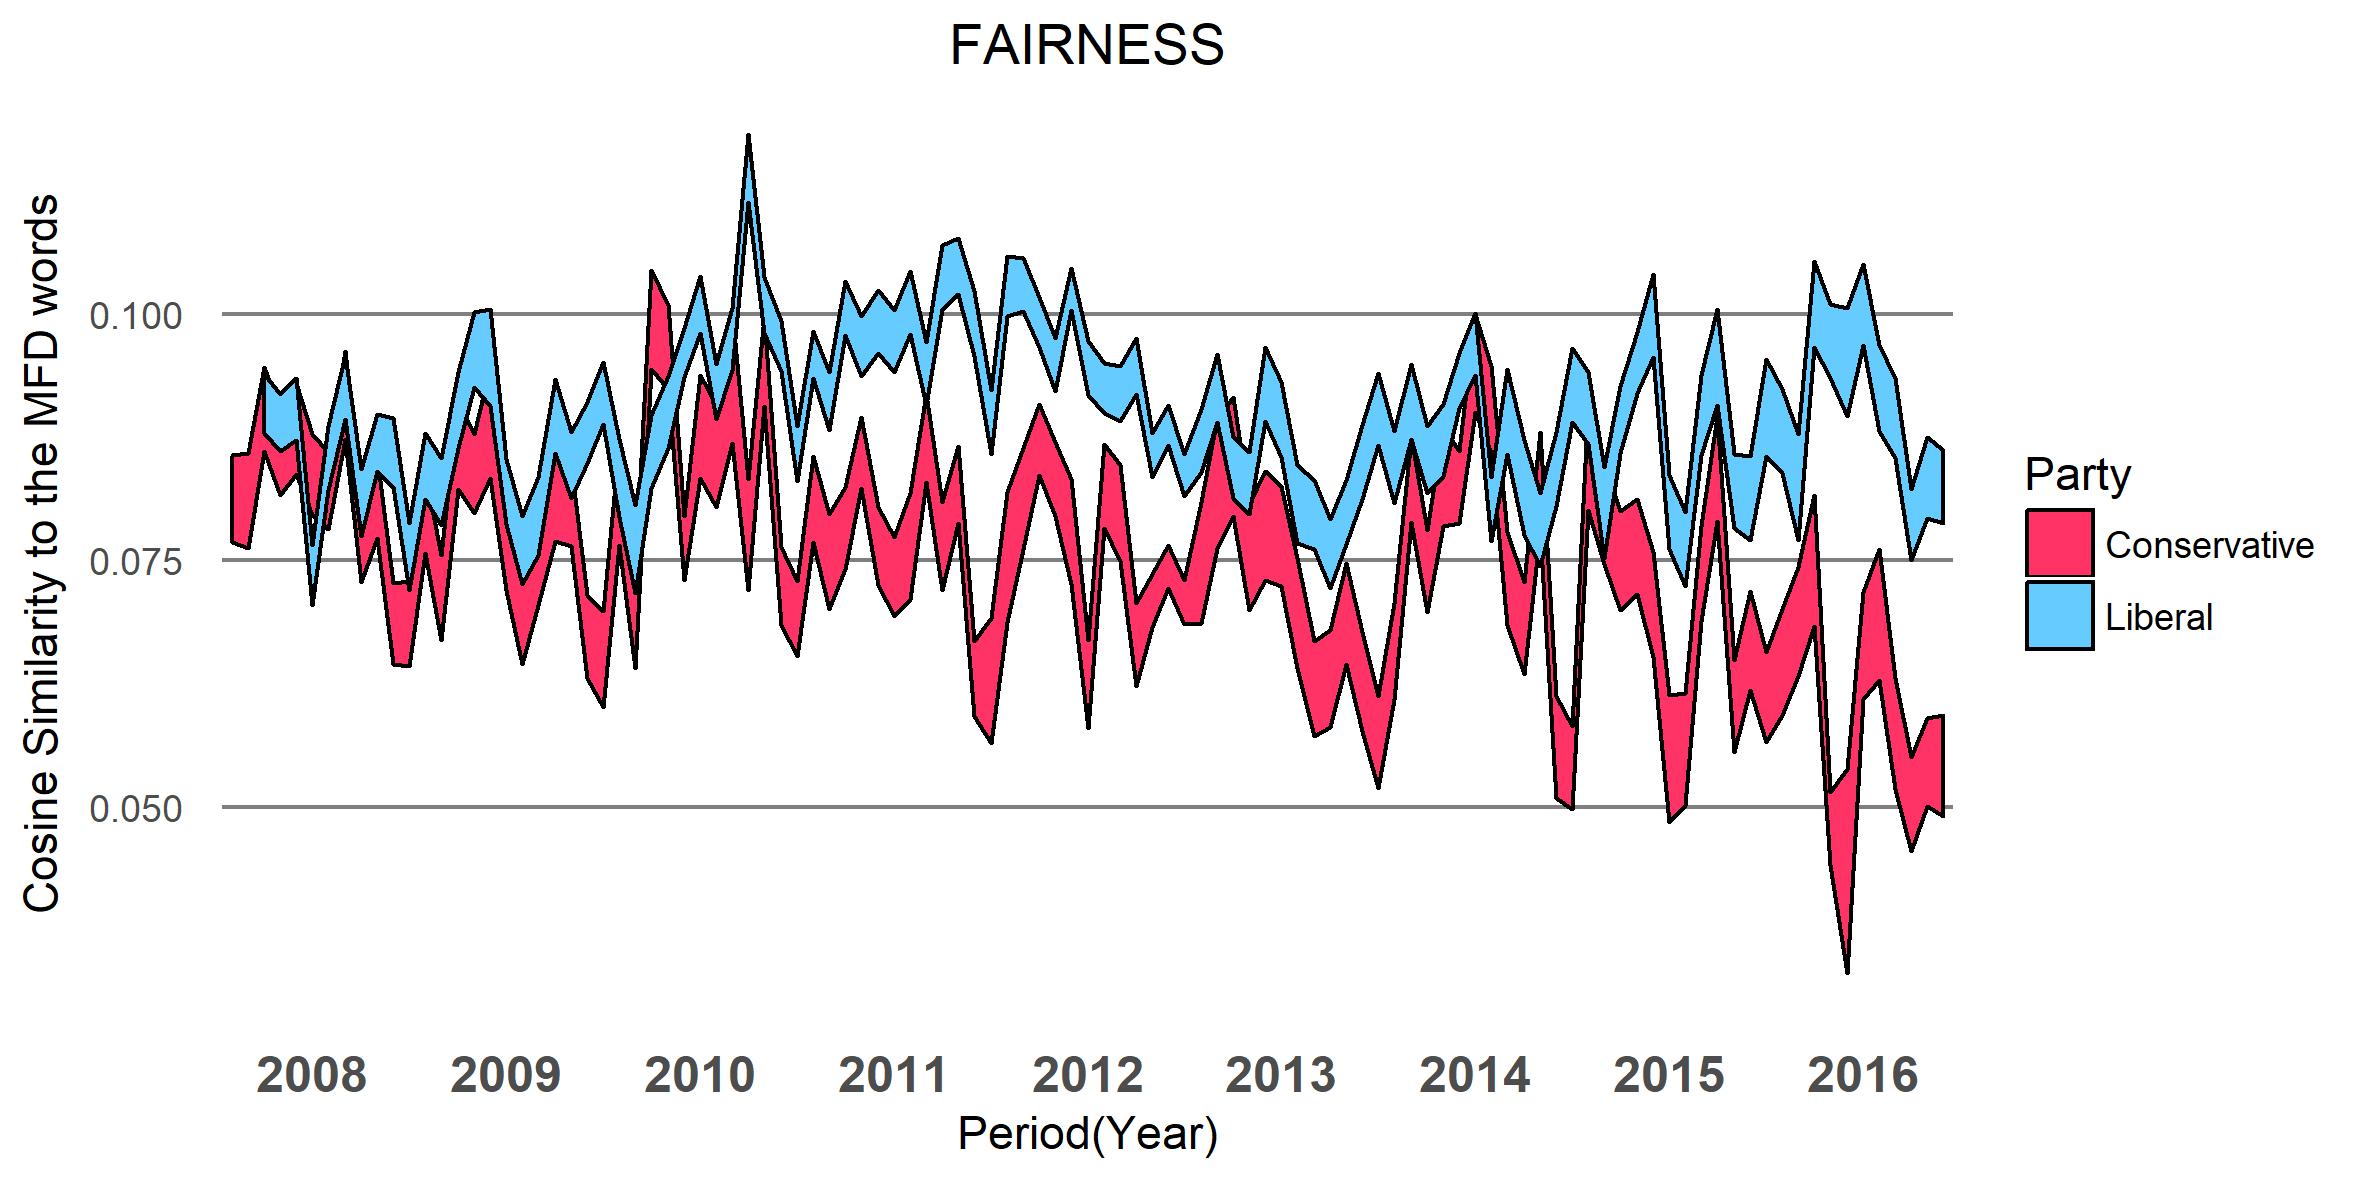 FAIRNESS
Cosine Similarity to the MFD words
0.100
0.075
0.050
2008 2009 2010 2011 2012 2013 2014 2015 2016
Period(Year)
Party
Conservative
Liberal